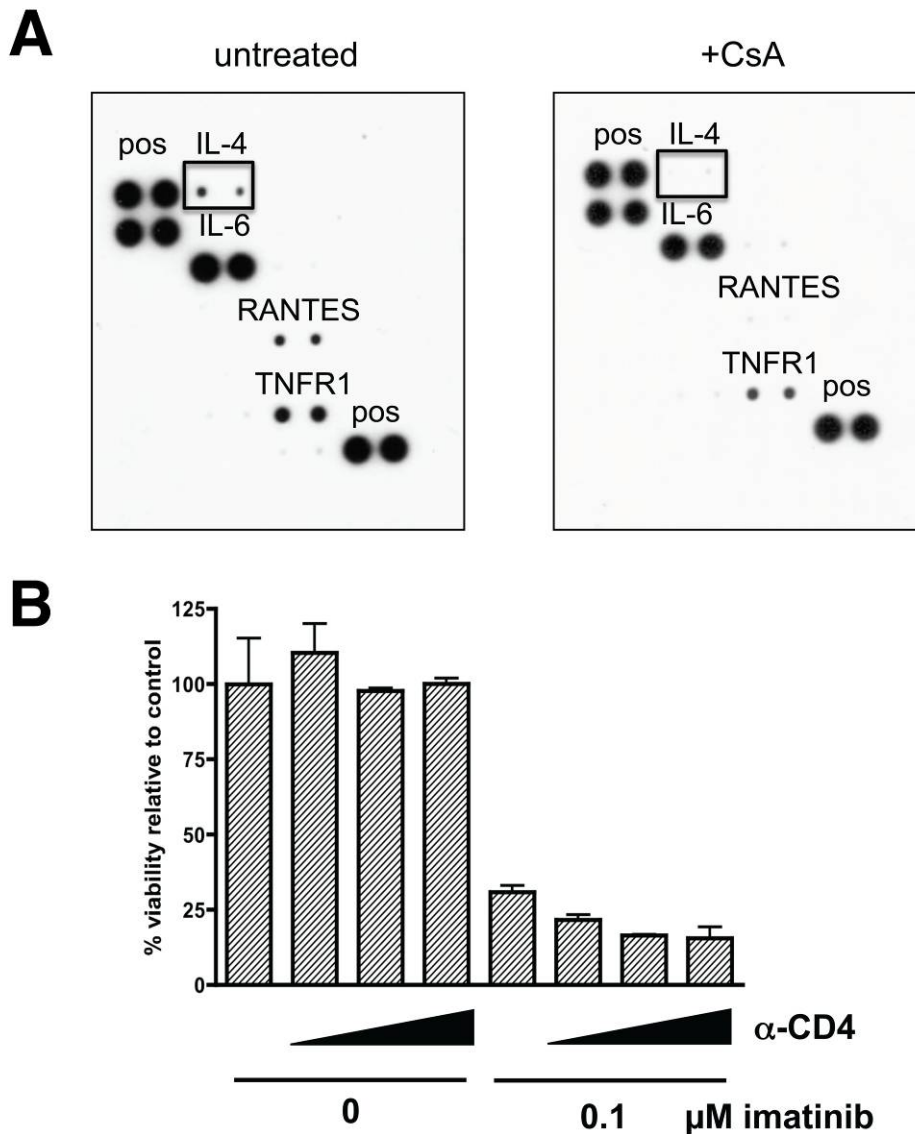 A
untreated
+CsA
pos
IL-4
IL-6
RANTES
TNFR1
pos
pos
IL-4
IL-6
RANTES
TNFR1
pos
B
% viability relative to control
125
100
75
50
25
0
α-CD4
0
0.1
μM imatinib